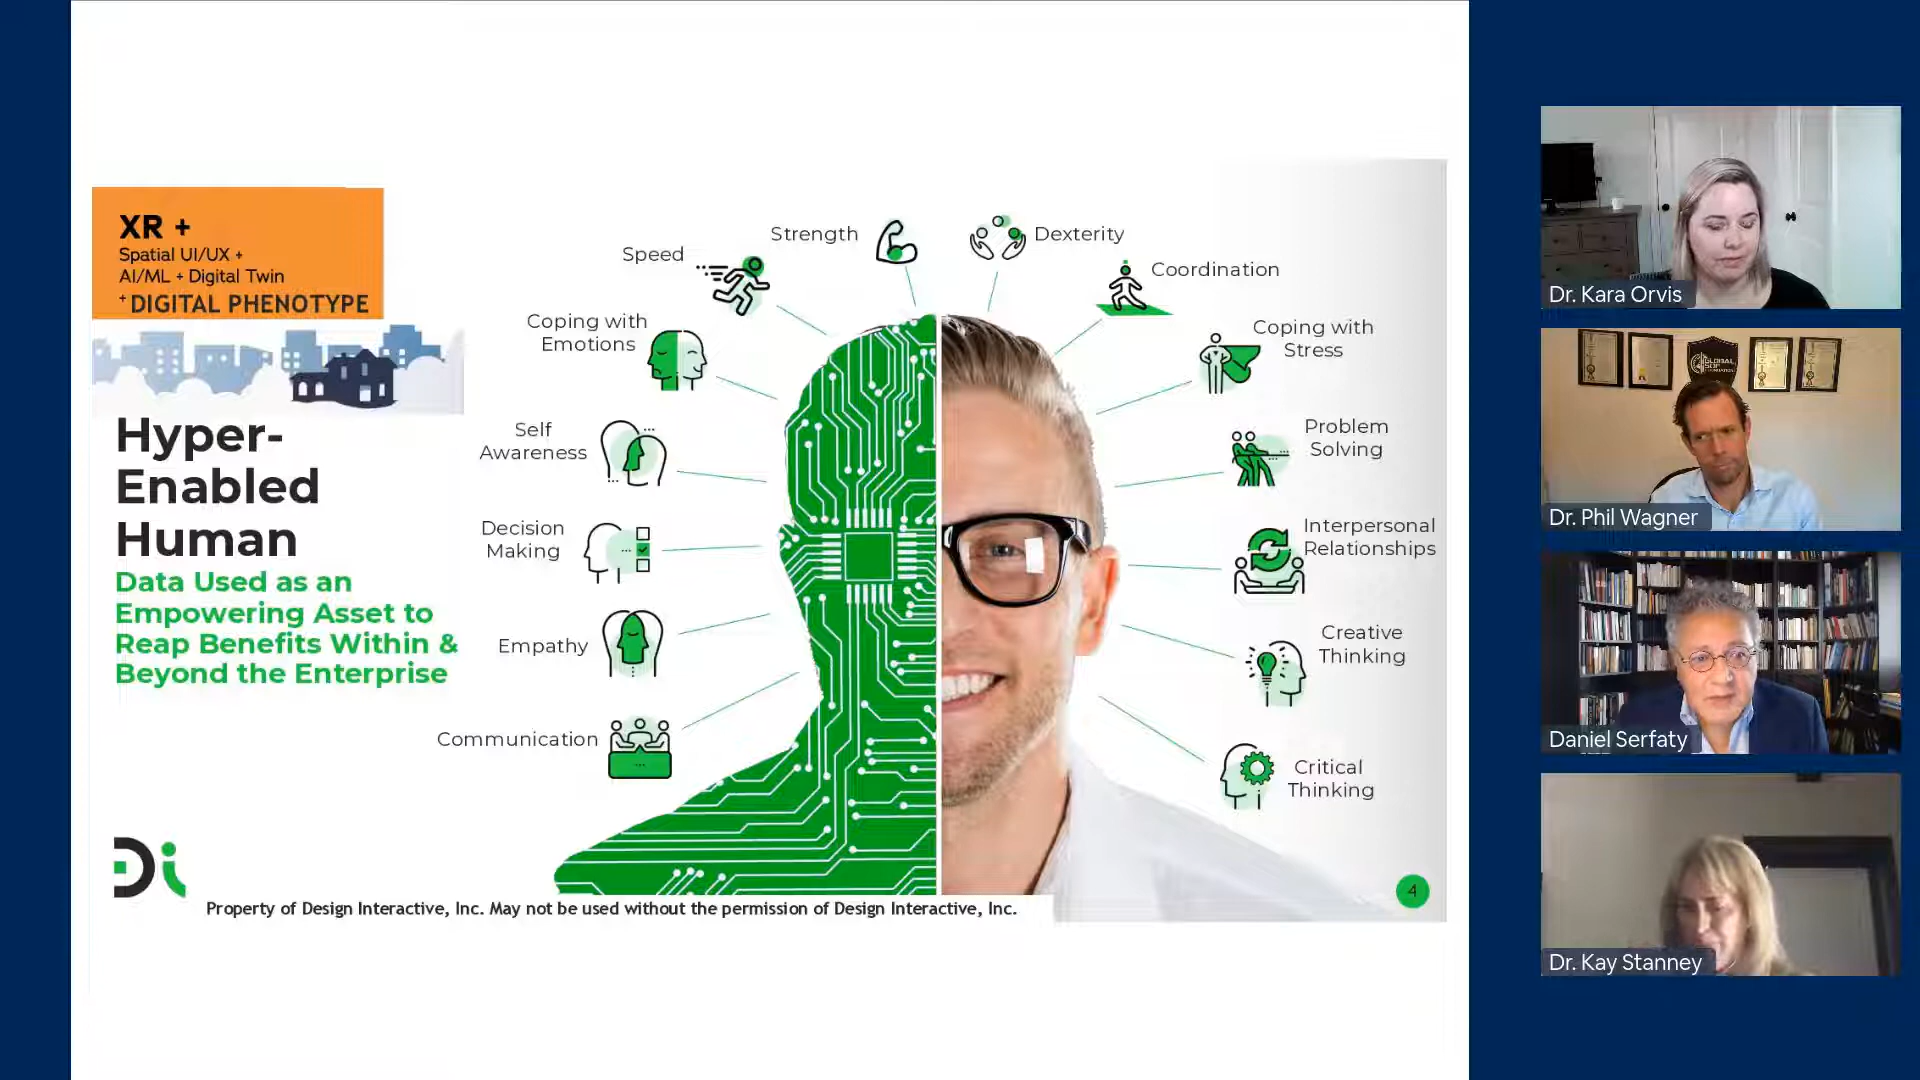 XR +
Spatial UI/UX +
AI/ML + Digital Twin
+ DIGITAL PHENOTYPE
Hyper-
Enabled
Human
Data Used as an
Empowering Asset to
Reap Benefits Within &
Beyond the Enterprise
Strength
Speed
Coping with
Emotions
Self
Awareness
Decision
Making
Empathy
Communication
Dexterity
Coordination
Coping with
Stress
Problem
Solving
Interpersonal
Relationships
Creative
Thinking
Critical
Thinking
Di
Property of Design Interactive, Inc. May not be used without the permission of Design Interactive, Inc.
4
Dr. Kara Orvis
GLOBAL
SOF
FOUNDATION
Dr. Phil Wagner
Daniel Serfaty
Dr. Kay Stanney